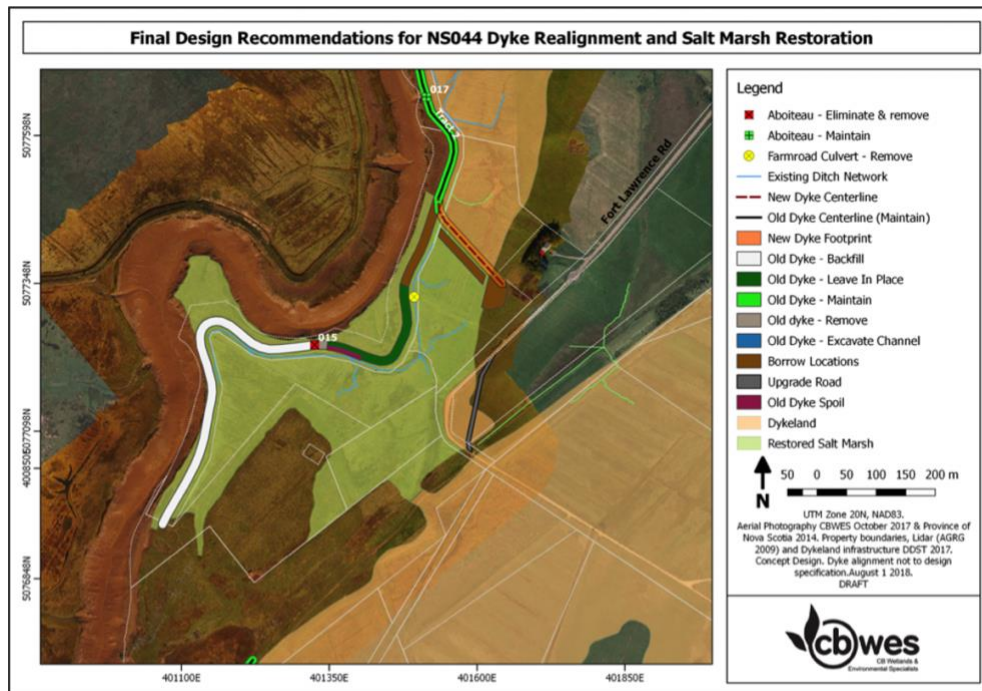 Final Design Recommendations for NS044 Dyke Realignment and Salt Marsh Restoration
017
Tract 1
Fort Lawrence Rd
015
5077598N
5077348N
5077098N
400850E
5076848N
401100E
401350E
401600E
401850E
Legend
Aboiteau - Eliminate & remove
Aboiteau - Maintain
Farmroad Culvert - Remove
Existing Ditch Network
New Dyke Centerline
Old Dyke Centerline (Maintain)
New Dyke Footprint
Old Dyke - Backfill
Old Dyke - Leave In Place
Old Dyke - Maintain
Old dyke - Remove
Old Dyke - Excavate Channel
Borrow Locations
Upgrade Road
Old Dyke Spoil
Dykeland
Restored Salt Marsh
N
50 0 50 100 150 200 m
UTM Zone 20N, NAD83.
Aerial Photography CBWES October 2017 & Province of
Nova Scotia 2014. Property boundaries, Lidar (AGRG
2009) and Dykeland infrastructure DDST 2017.
Concept Design. Dyke alignment not to design
specification.August 1 2018.
DRAFT
cbwes
CB Wetlands &
Environmental Specialists